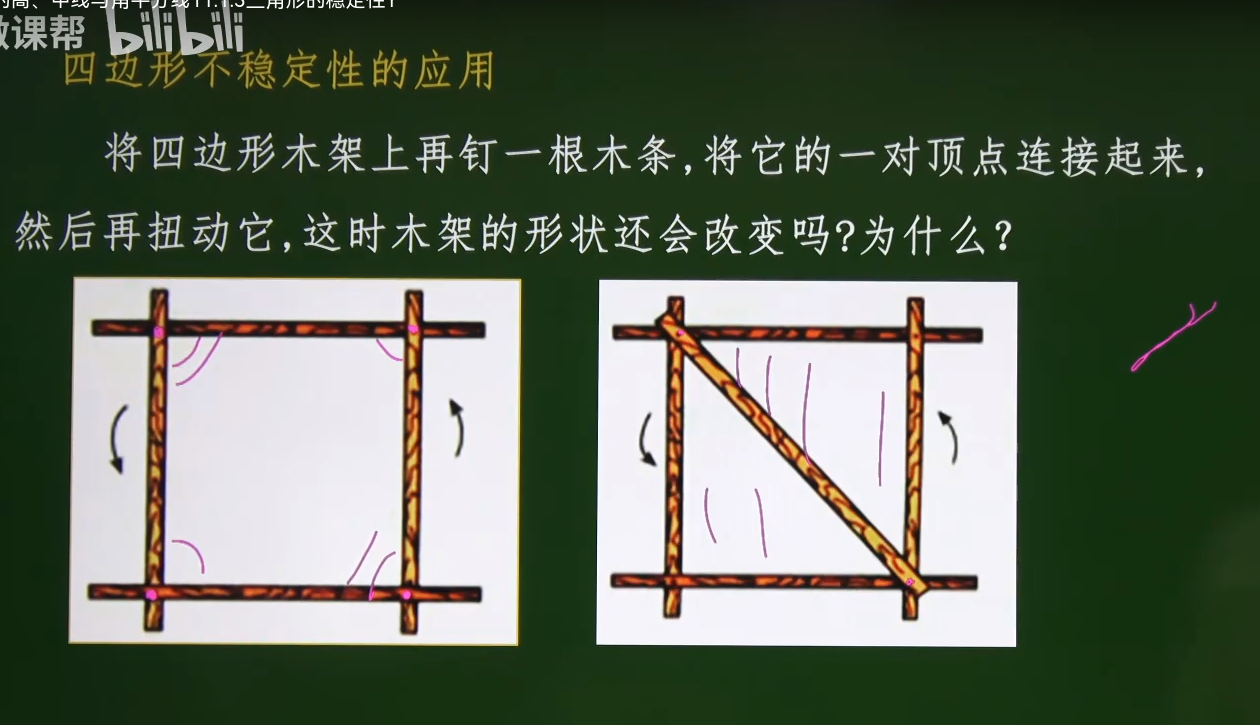 高、中线与角平分线11.1.3三角形的稳定性1
微课帮 bilibili
四边形不稳定性的应用
将四边形木架上再钉一根木条,将它的一对顶点连接起来,
然后再扭动它,这时木架的形状还会改变吗?为什么?